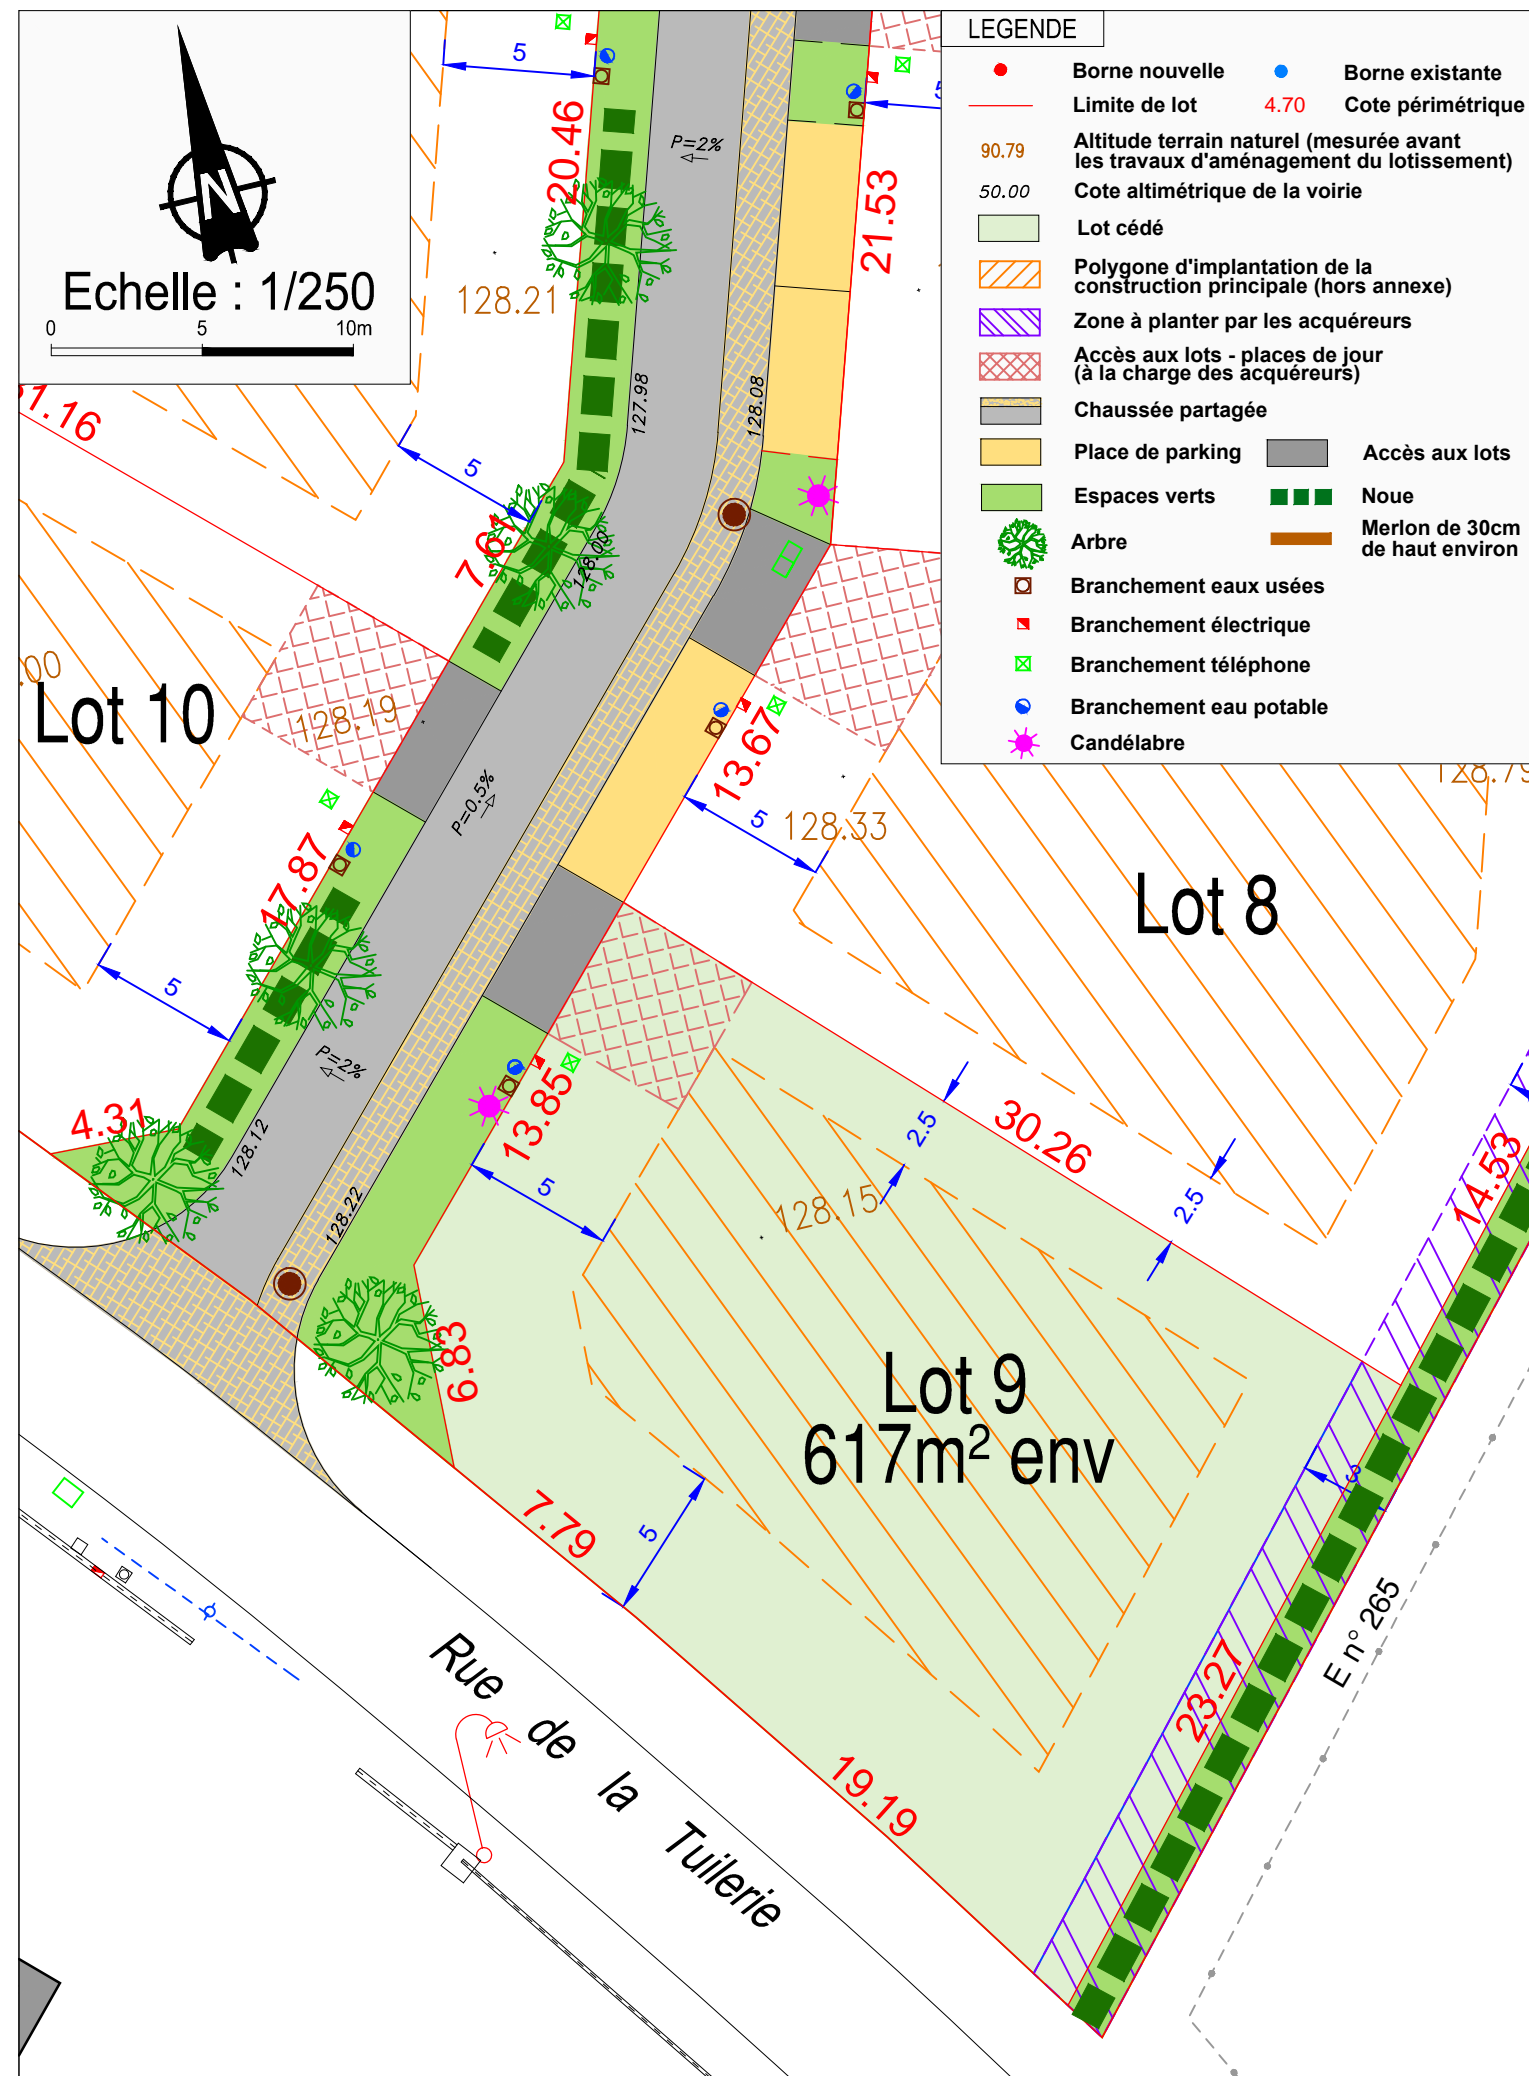 N
Echelle : 1/250
0 5 10m
LEGENDE
Borne nouvelle
Borne existante
Limite de lot
4.70 Cote périmétrique
90.79 Altitude terrain naturel (mesurée avant
les travaux d'aménagement du lotissement)
50.00 Cote altimétrique de la voirie
Lot cédé
Polygone d'implantation de la
construction principale (hors annexe)
Zone à planter par les acquéreurs
Accès aux lots - places de jour
(à la charge des acquéreurs)
Chaussée partagée
Place de parking
Accès aux lots
Espaces verts
Noue
Arbre
Merlon de 30cm
de haut environ
Branchement eaux usées
Branchement électrique
Branchement téléphone
Branchement eau potable
Candélabre
5
20.46
P=2%
21.53
128.21
127.98
128.08
5
7.61
128.00
Lot 10
128.19
P=0.5%
13.67
5
128.33
Lot 8
17.87
5
P=2%
4.31
128.12
128.22
13.85
5
2.5
30.26
2.5
14.53
128.15
6.83
Lot 9
617m² env
7.79
5
3
23.27
E n° 265
19.19
Rue de la Tuilerie